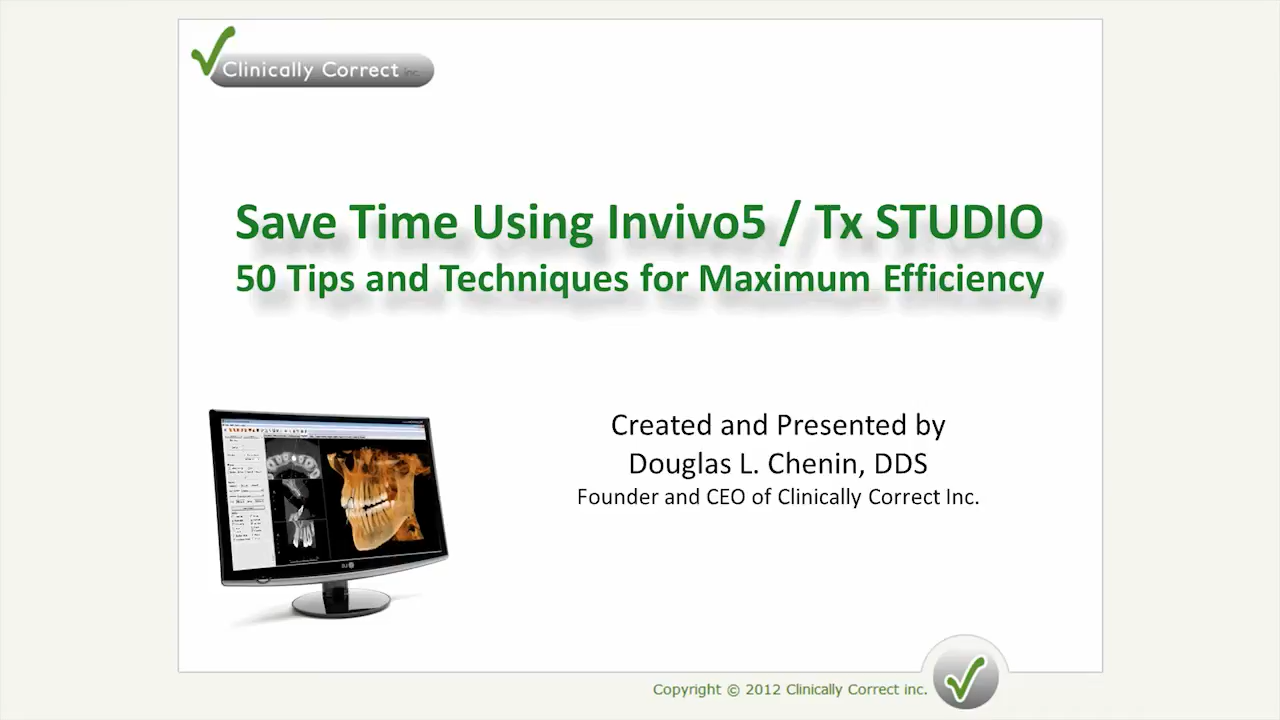 Clinically Correct inc.
Save Time Using Invivo5 / Tx STUDIO
50 Tips and Techniques for Maximum Efficiency
Created and Presented by
Douglas L. Chenin, DDS
Founder and CEO of Clinically Correct Inc.
Copyright © 2012 Clinically Correct inc.